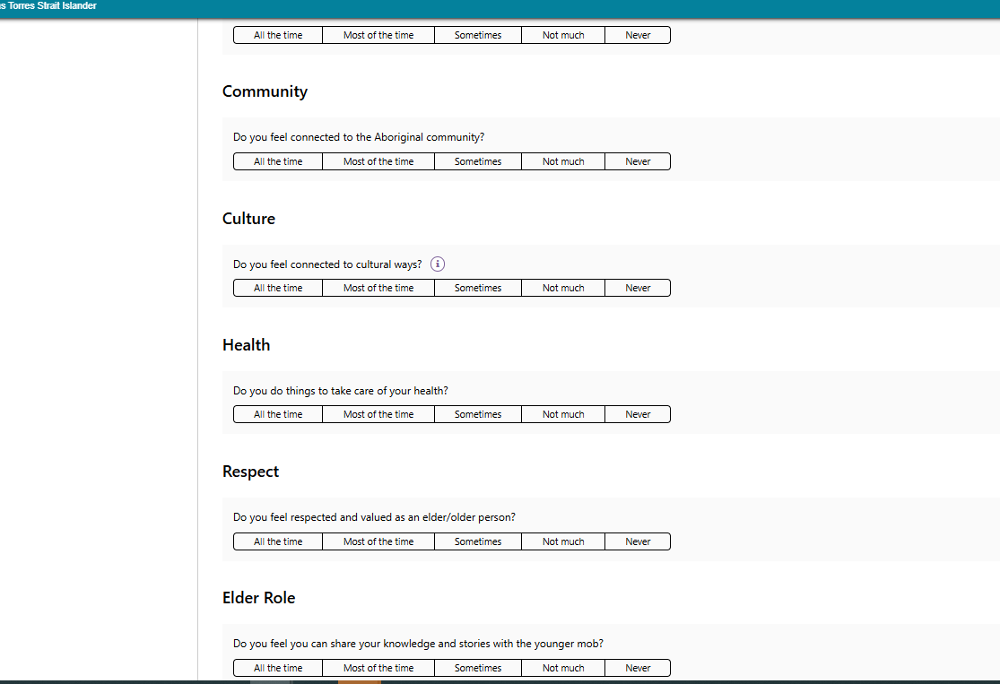 s Torres Strait Islander
All the time Most of the time Sometimes Not much Never
Community
Do you feel connected to the Aboriginal community?
All the time Most of the time Sometimes Not much Never
Culture
Do you feel connected to cultural ways? i
All the time Most of the time Sometimes Not much Never
Health
Do you do things to take care of your health?
All the time Most of the time Sometimes Not much Never
Respect
Do you feel respected and valued as an elder/older person?
All the time Most of the time Sometimes Not much Never
Elder Role
Do you feel you can share your knowledge and stories with the younger mob?
All the time Most of the time Sometimes Not much Never